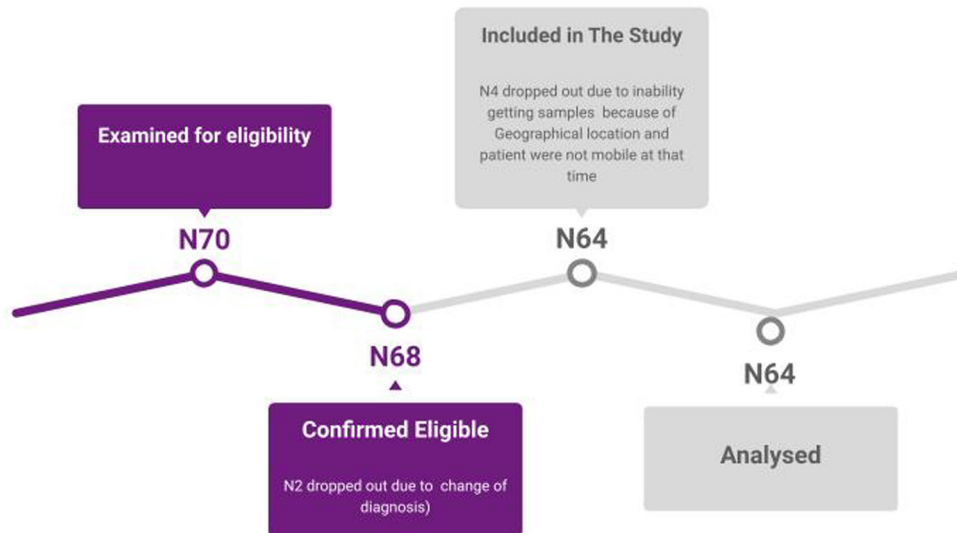 Examined for eligibility
N70
N68
Confirmed Eligible
N2 dropped out due to change of
diagnosis)
Included in The Study
N4 dropped out due to inability
getting samples because of
Geographical location and
patient were not mobile at that
time
N64
N64
Analysed